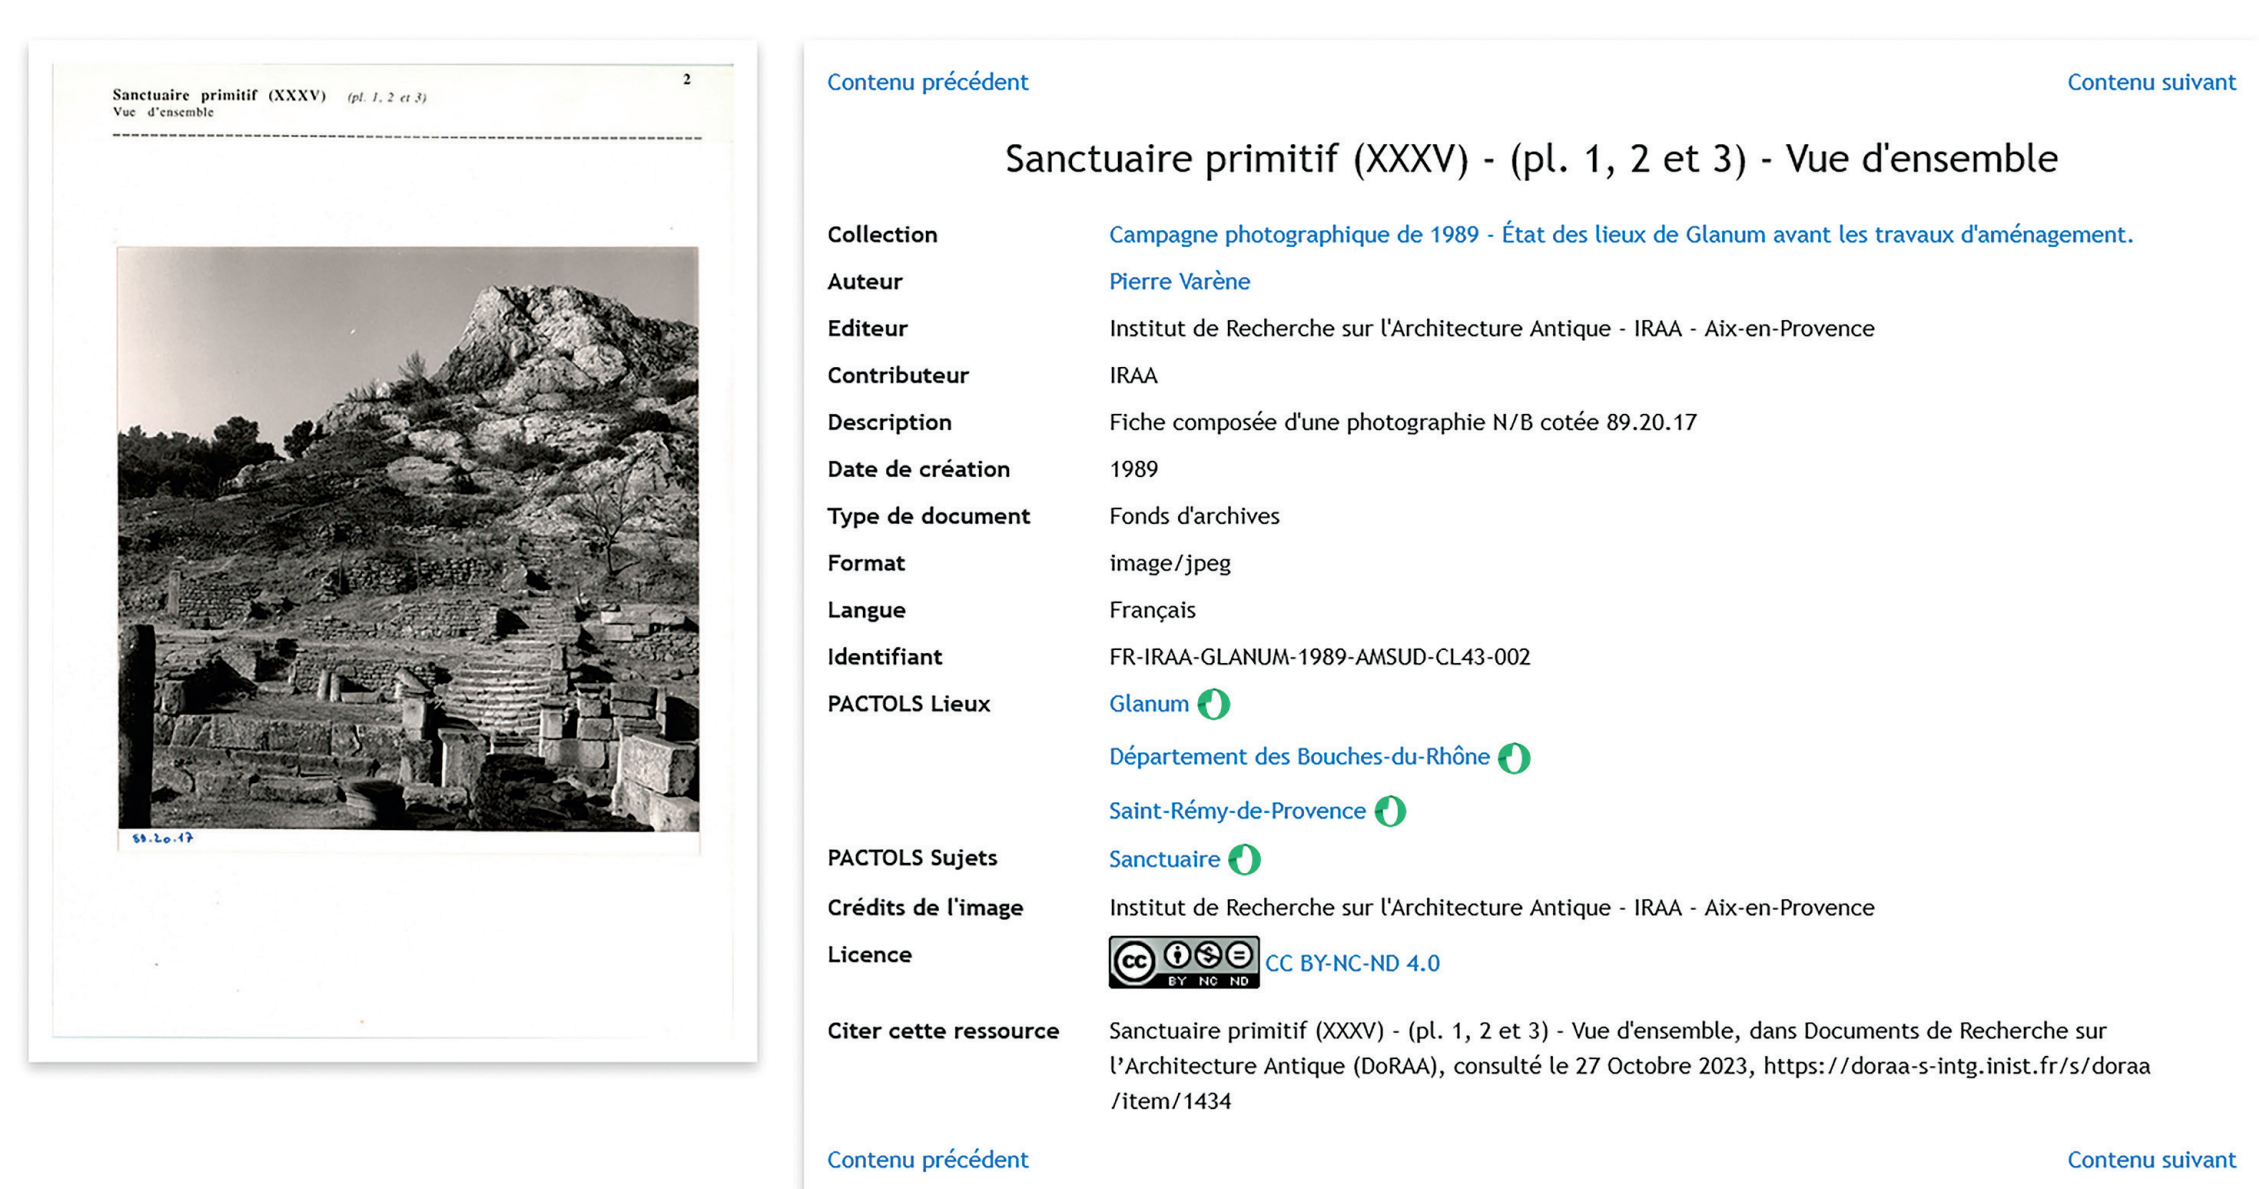 2
Sanctuaire primitif (XXXV) (pl. 1, 2 et 3)
Vue d'ensemble
89.20.17
Contenu précédent
Contenu suivant
Sanctuaire primitif (XXXV) - (pl. 1, 2 et 3) - Vue d'ensemble
Collection Campagne photographique de 1989 - État des lieux de Glanum avant les travaux d'aménagement.
Auteur Pierre Varène
Editeur Institut de Recherche sur l'Architecture Antique - IRAA - Aix-en-Provence
Contributeur IRAA
Description Fiche composée d'une photographie N/B cotée 89.20.17
Date de création 1989
Type de document Fonds d'archives
Format image/jpeg
Langue Français
Identifiant FR-IRAA-GLANUM-1989-AMSUD-CL43-002
PACTOLS Lieux Glanum
Département des Bouches-du-Rhône
Saint-Rémy-de-Provence
PACTOLS Sujets Sanctuaire
Crédits de l'image Institut de Recherche sur l'Architecture Antique - IRAA - Aix-en-Provence
Licence cc BY NC ND CC BY-NC-ND 4.0
Citer cette ressource Sanctuaire primitif (XXXV) - (pl. 1, 2 et 3) - Vue d'ensemble, dans Documents de Recherche sur
l’Architecture Antique (DoRAA), consulté le 27 Octobre 2023, https://doraa-s-intg.inist.fr/s/doraa
/item/1434
Contenu précédent
Contenu suivant